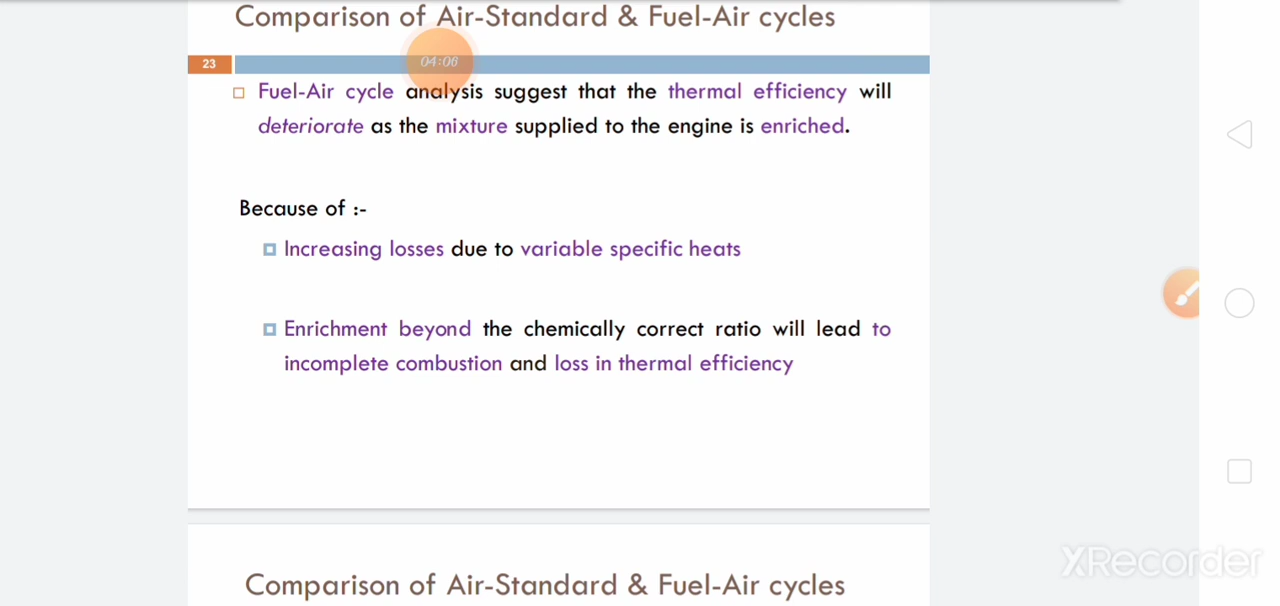 Comparison of Air-Standard & Fuel-Air cycles
23
04:06
Fuel-Air cycle analysis suggest that the thermal efficiency will
deteriorate as the mixture supplied to the engine is enriched.
Because of :-
Increasing losses due to variable specific heats
Enrichment beyond the chemically correct ratio will lead to
incomplete combustion and loss in thermal efficiency
XRecorder
Comparison of Air-Standard & Fuel-Air cycles